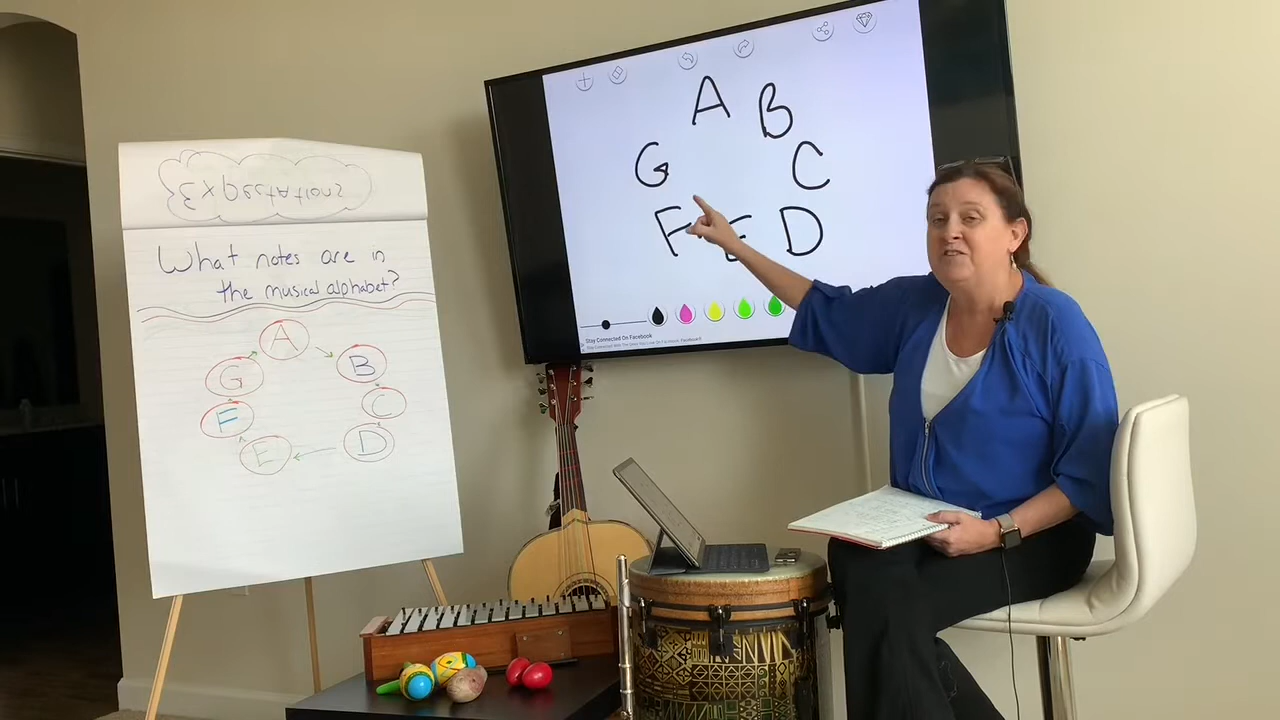 Expectations
What notes are in
the musical alphabet?
A
B
C
D
E
F
G
A
B
C
D
E
F
G
Stay Connected On Facebook